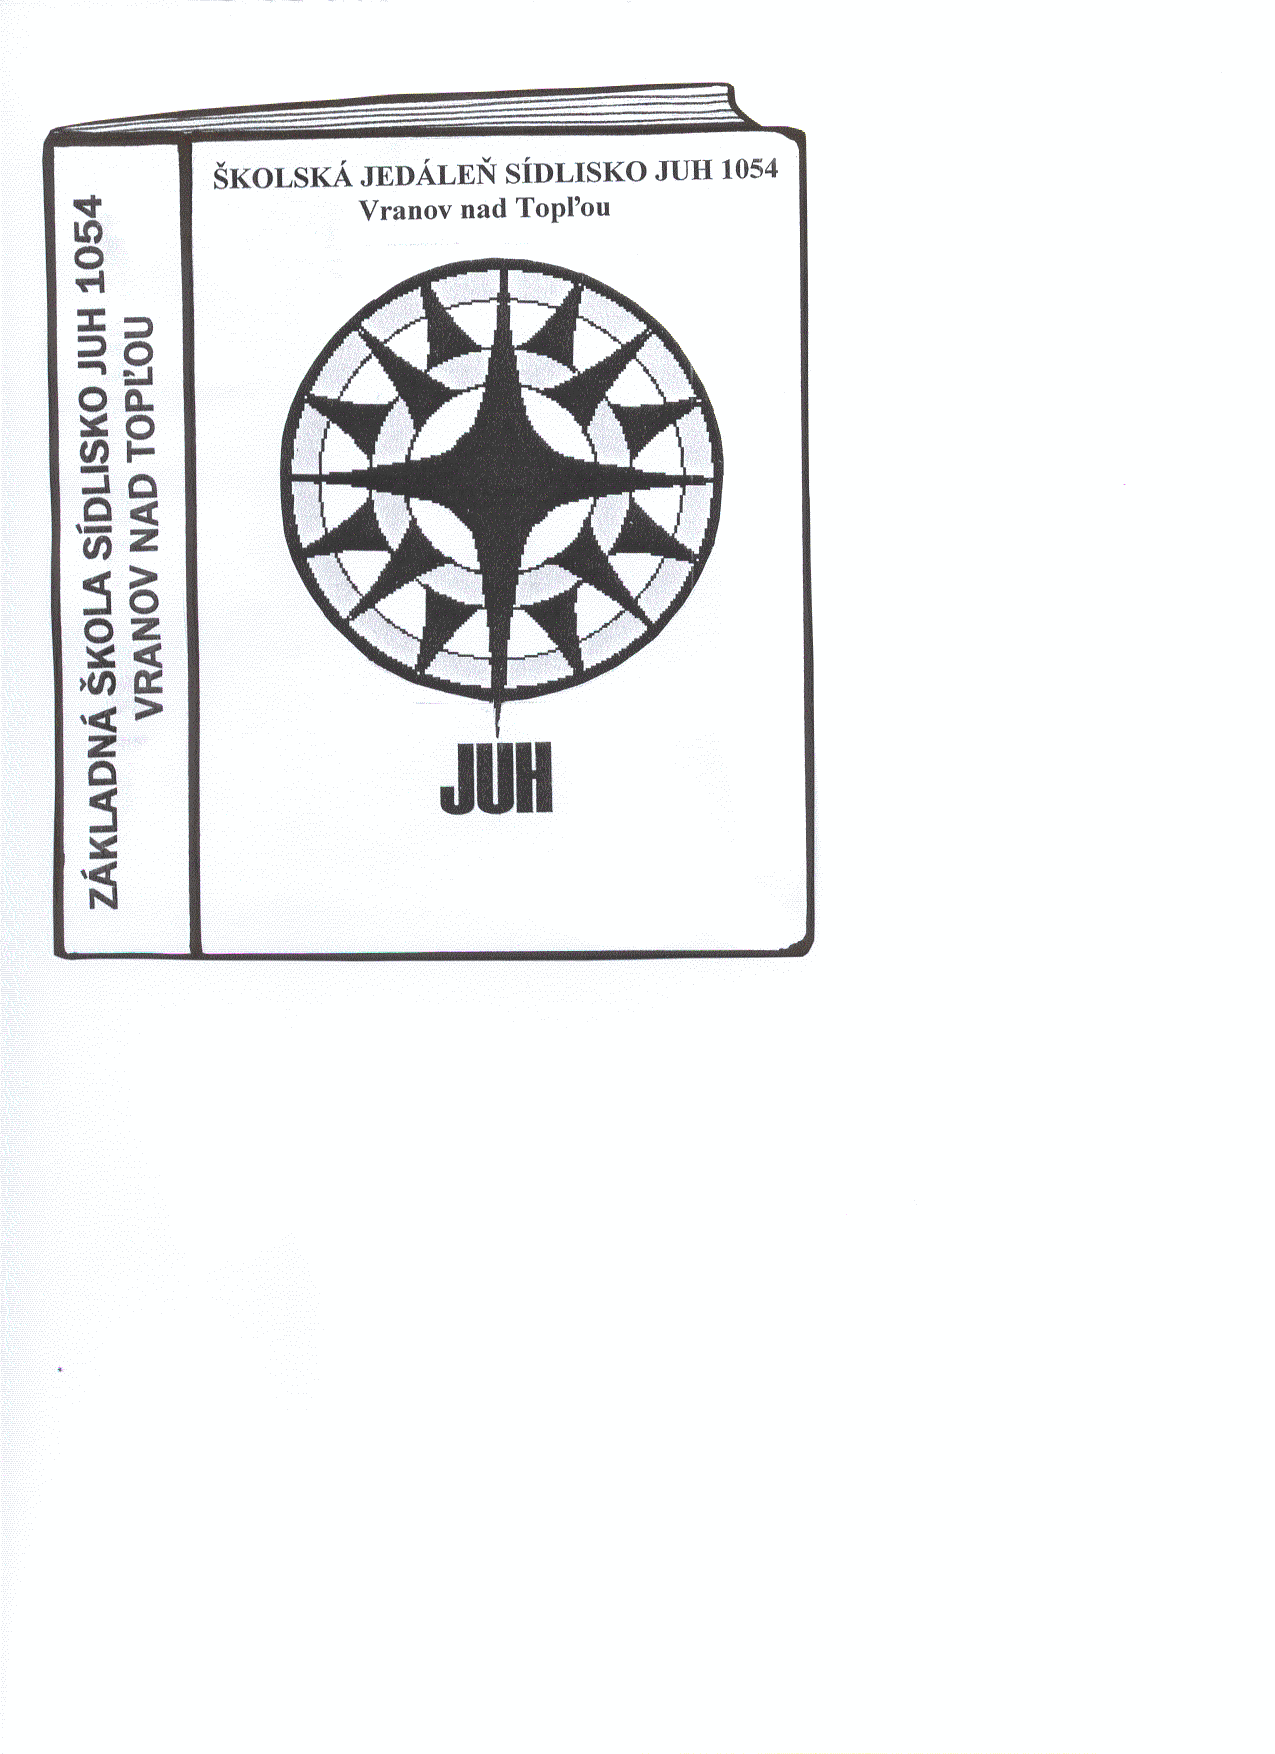 ZÁKLADNÁ ŠKOLA SÍDLISKO JUH 1054
VRANOV NAD TOPĽOU
ŠKOLSKÁ JEDÁLEŇ SÍDLISKO JUH 1054
Vranov nad Topľou
JUH